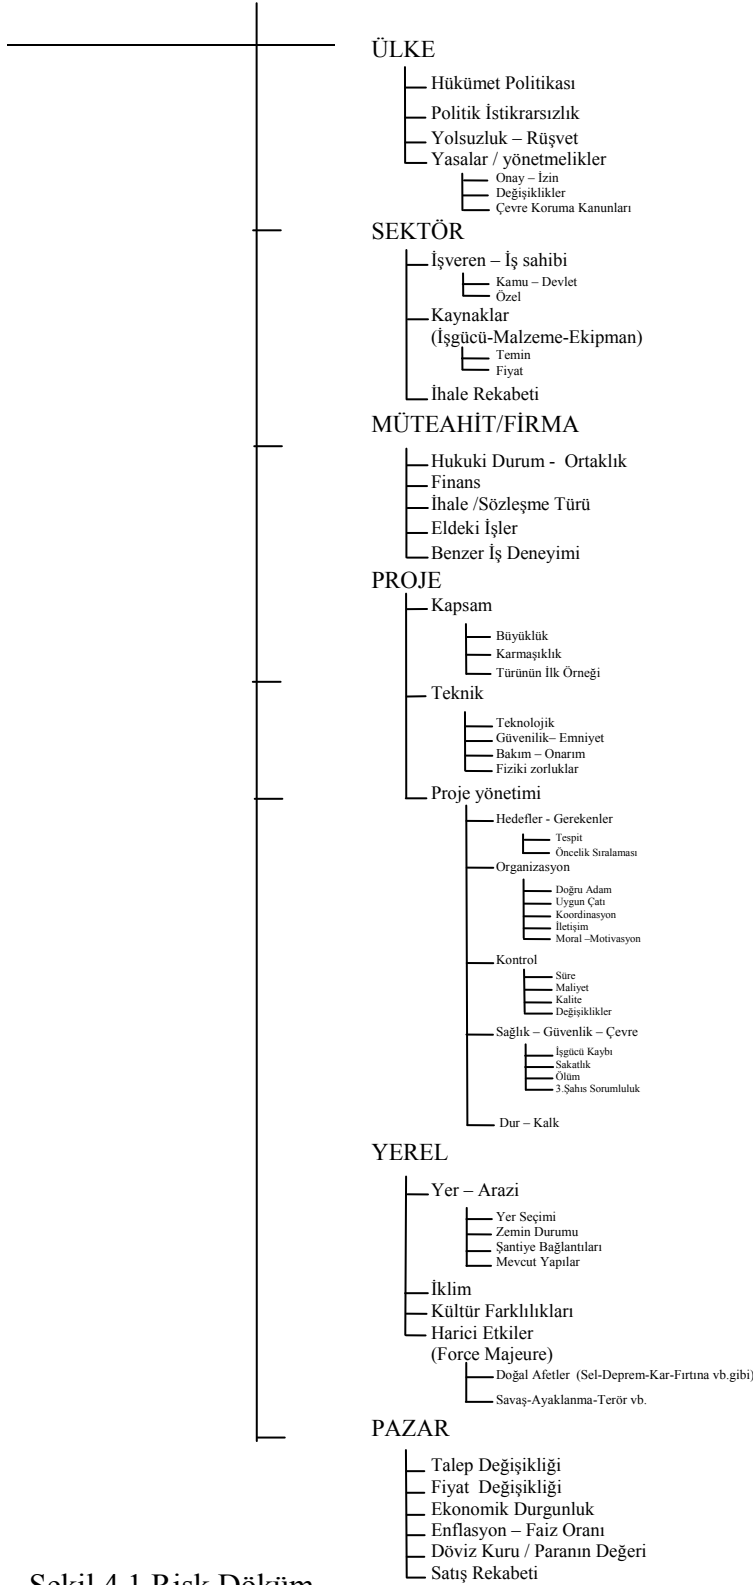 ÜLKE
Hükümet Politikası
Politik İstikrarsızlık
Yolsuzluk – Rüşvet
Yasalar / yönetmelikler
Onay – İzin
Değişiklikler
Çevre Koruma Kanunları
SEKTÖR
İşveren – İş sahibi
Kamu – Devlet
Özel
Kaynaklar
(İşgücü-Malzeme-Ekipman)
Temin
Fiyat
İhale Rekabeti
MÜTEAHİT/FİRMA
Hukuki Durum - Ortaklık
Finans
İhale /Sözleşme Türü
Eldeki İşler
Benzer İş Deneyimi
PROJE
Kapsam
Büyüklük
Karmaşıklık
Türünün İlk Örneği
Teknik
Teknolojik
Güvenilik– Emniyet
Bakım – Onarım
Fiziki zorluklar
Proje yönetimi
Hedefler - Gerekenler
Tespit
Öncelik Sıralaması
Organizasyon
Doğru Adam
Uygun Çatı
Koordinasyon
İletişim
Moral –Motivasyon
Kontrol
Süre
Maliyet
Kalite
Değişiklikler
Sağlık – Güvenlik – Çevre
İşgücü Kaybı
Sakatlık
Ölüm
3.Şahıs Sorumluluk
Dur – Kalk
YEREL
Yer – Arazi
Yer Seçimi
Zemin Durumu
Şantiye Bağlantıları
Mevcut Yapılar
İklim
Kültür Farklılıkları
Harici Etkiler
(Force Majeure)
Doğal Afetler (Sel-Deprem-Kar-Fırtına vb.gibi)
Savaş-Ayaklanma-Terör vb.
PAZAR
Talep Değişikliği
Fiyat Değişikliği
Ekonomik Durgunluk
Enflasyon – Faiz Oranı
Döviz Kuru / Paranın Değeri
Satış Rekabeti
Şekil 4.1 Risk Döküm